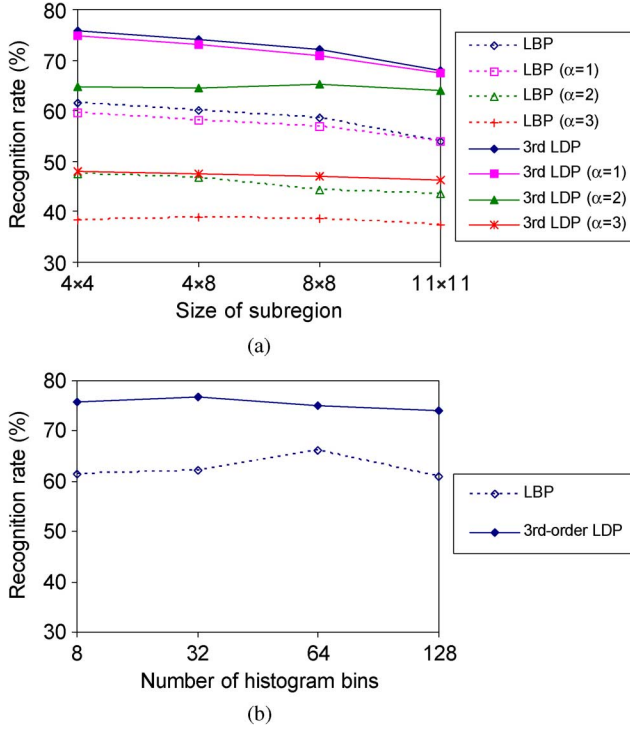 Recognition rate (%)
80
70
60
50
40
30
4×4
4×8
8×8
11×11
Size of subregion
LBP
LBP (α=1)
LBP (α=2)
LBP (α=3)
3rd LDP
3rd LDP (α=1)
3rd LDP (α=2)
3rd LDP (α=3)
(a)
Recognition rate (%)
80
70
60
50
40
30
8
32
64
128
Number of histogram bins
LBP
3rd-order LDP
(b)